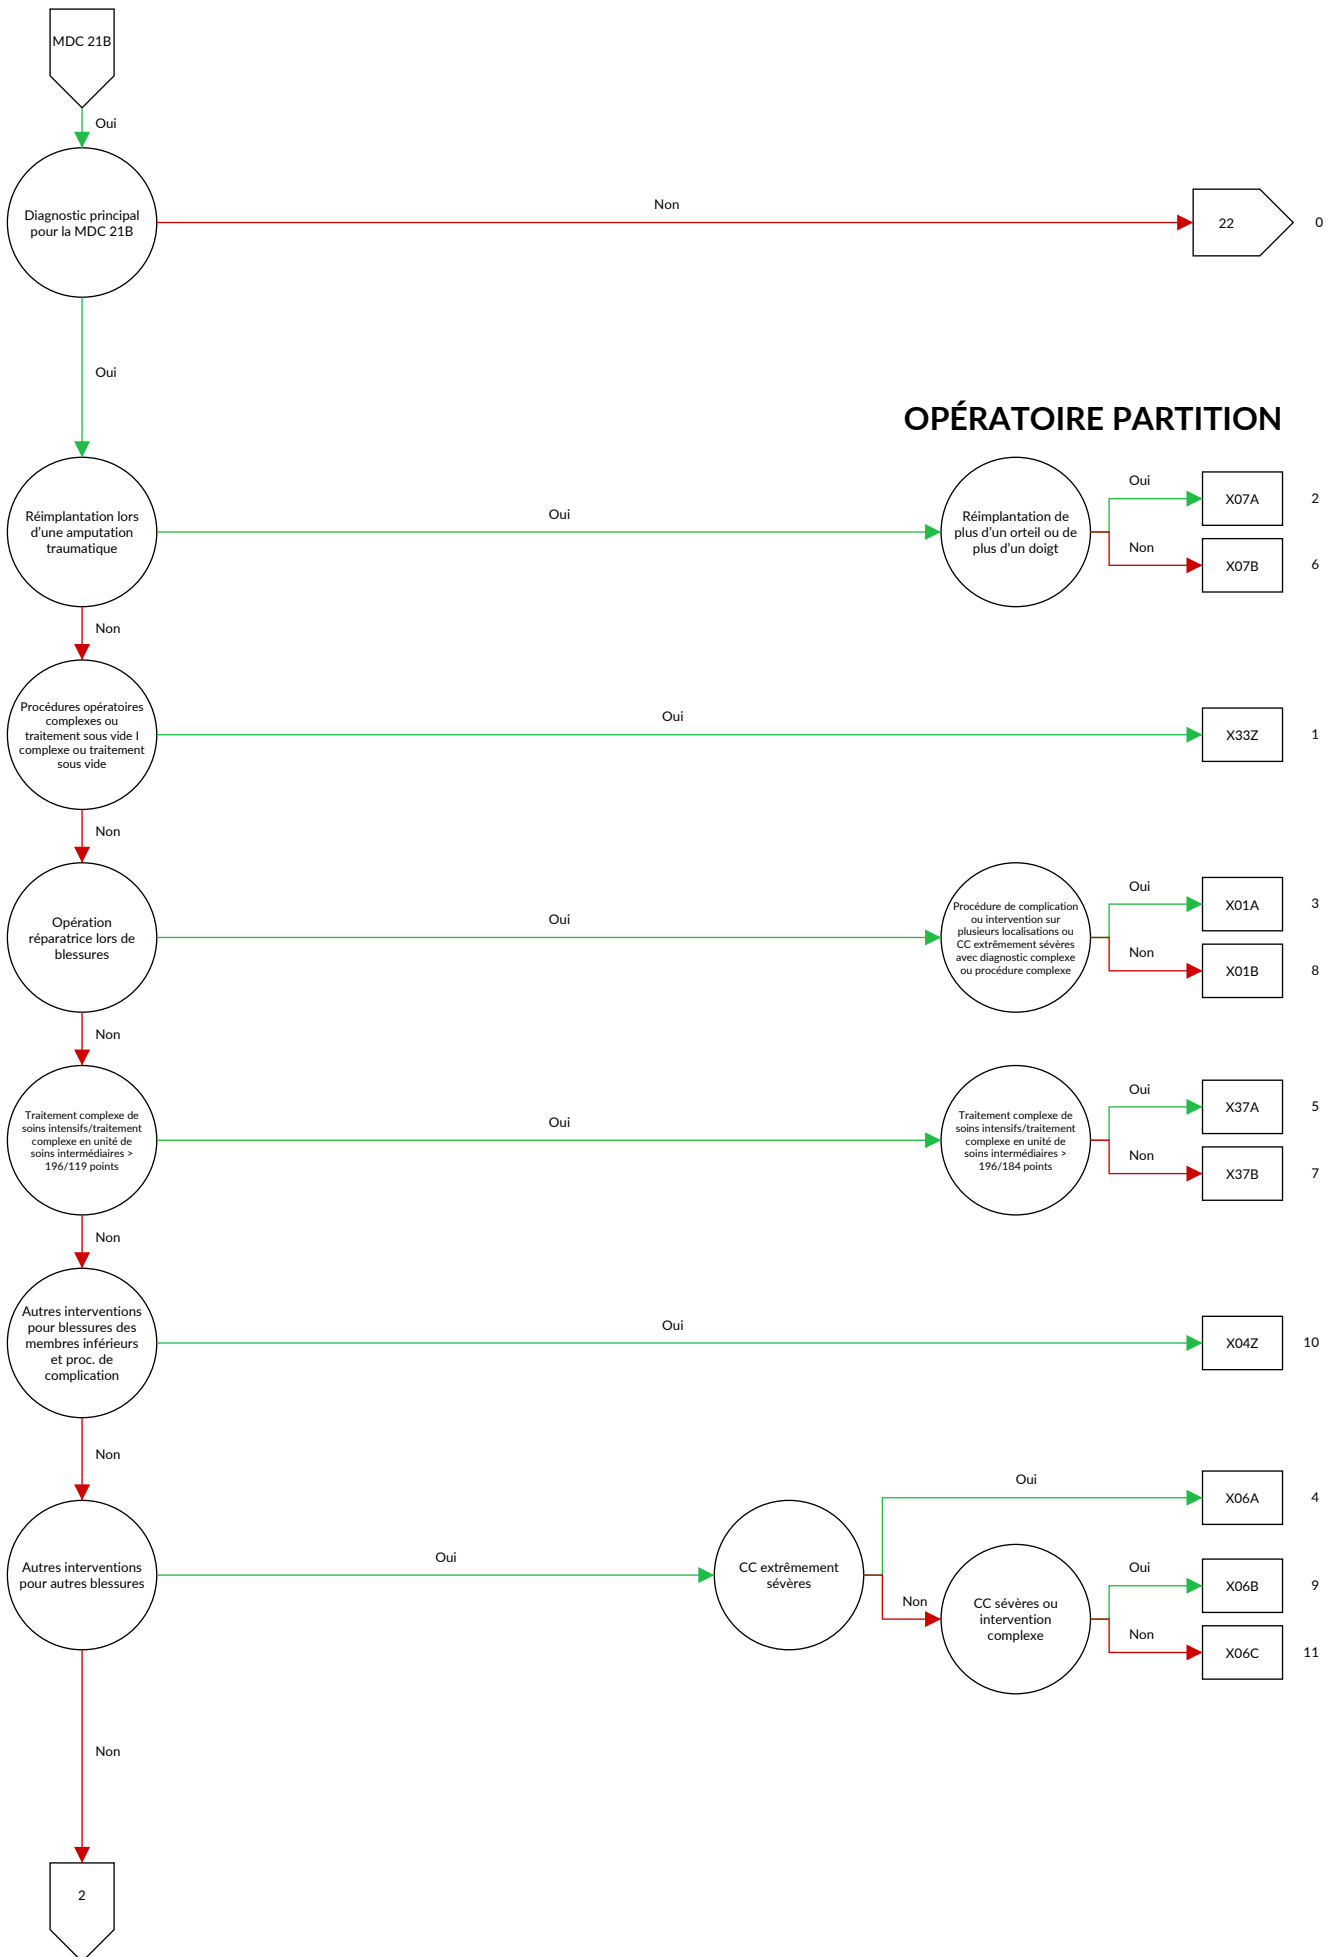 MDC 21B
Oui
Diagnostic principal
pour la MDC 21B
Non
22
0
Oui
OPÉRATOIRE PARTITION
Réimplantation lors
d'une amputation
traumatique
Oui
Réimplantation de
plus d'un orteil ou de
plus d'un doigt
Oui
X07A
2
Non
X07B
6
Non
Procédures opératoires
complexes ou
traitement sous vide I
complexe ou traitement
sous vide
Oui
X33Z
1
Non
Opération
réparatrice lors de
blessures
Oui
Procédure de complication
ou intervention sur
plusieurs localisations ou
CC extrêmement sévères
avec diagnostic complexe
ou procédure complexe
Oui
X01A
3
Non
X01B
8
Non
Traitement complexe de
soins intensifs/traitement
complexe en unité de
soins intermédiaires >
196/119 points
Oui
Traitement complexe de
soins intensifs/traitement
complexe en unité de
soins intermédiaires >
196/184 points
Oui
X37A
5
Non
X37B
7
Non
Autres interventions
pour blessures des
membres inférieurs
et proc. de
complication
Oui
X04Z
10
Non
Autres interventions
pour autres blessures
Oui
CC extrêmement
sévères
Oui
X06A
4
Non
CC sévères ou
intervention
complexe
Oui
X06B
9
Non
X06C
11
Non
2